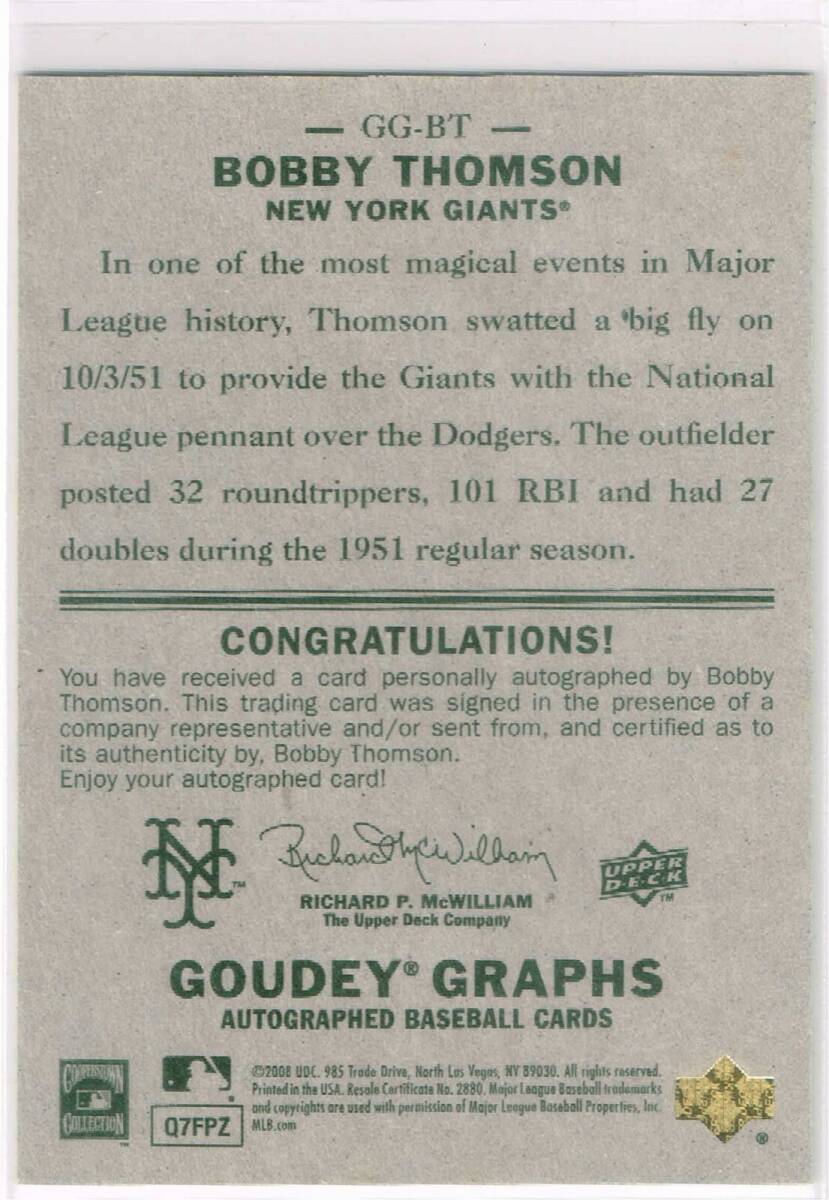 — GG-BT —
BOBBY THOMSON
NEW YORK GIANTS®
In one of the most magical events in Major
League history, Thomson swatted a big fly on
10/3/51 to provide the Giants with the National
League pennant over the Dodgers. The outfielder
posted 32 roundtrippers, 101 RBI and had 27
doubles during the 1951 regular season.
CONGRATULATIONS!
You have received a card personally autographed by Bobby
Thomson. This trading card was signed in the presence of a
company representative and/or sent from, and certified as to
its authenticity by, Bobby Thomson.
Enjoy your autographed card!
NY™
Richard McWilliam
UPPER
D·E·C·K
™
RICHARD P. McWILLIAM
The Upper Deck Company
GOUDEY® GRAPHS
AUTOGRAPHED BASEBALL CARDS
COOPERSTOWN
COLLECTION
™
Q7FPZ
©2008 UDC. 985 Trade Drive, North Las Vegas, NV 89030. All rights reserved.
Printed in the USA. Resale Certificate No. 2880. Major League Baseball trademarks
and copyrights are used with permission of Major League Baseball Properties, Inc.
MLB.com
®